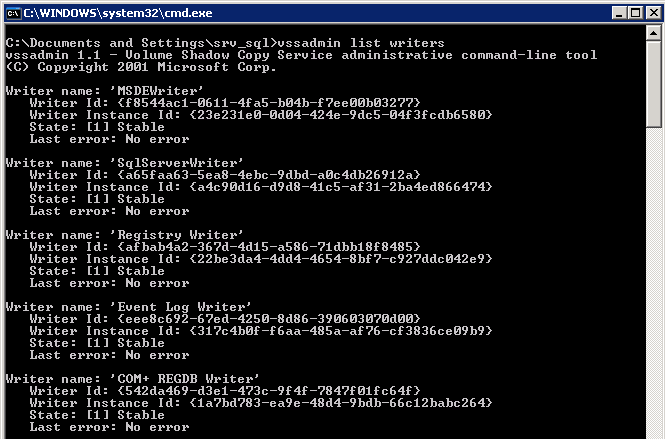 C:\WINDOWS\system32\cmd.exe
C:\Documents and Settings\srv_sql>vssadmin list writers
vssadmin 1.1 - Volume Shadow Copy Service administrative command-line tool
(C) Copyright 2001 Microsoft Corp.
Writer name: 'MSDEWriter'
Writer Id: {f8544ac1-0611-4fa5-b04b-f7ee00b03277}
Writer Instance Id: {23e231e0-0d04-424e-9dc5-04f3fcdb6580}
State: [1] Stable
Last error: No error
Writer name: 'SqlServerWriter'
Writer Id: {a65faa63-5ea8-4ebc-9dbd-a0c4db26912a}
Writer Instance Id: {a4c90d16-d9d8-41c5-af31-2ba4ed866474}
State: [1] Stable
Last error: No error
Writer name: 'Registry Writer'
Writer Id: {afbab4a2-367d-4d15-a586-71dbb18f8485}
Writer Instance Id: {22be3da4-4dd4-4654-8bf7-c927ddc042e9}
State: [1] Stable
Last error: No error
Writer name: 'Event Log Writer'
Writer Id: {eee8c692-67ed-4250-8d86-390603070d00}
Writer Instance Id: {317c4b0f-f6aa-485a-af76-cf3836ce09b9}
State: [1] Stable
Last error: No error
Writer name: 'COM+ REGDB Writer'
Writer Id: {542da469-d3e1-473c-9f4f-7847f01fc64f}
Writer Instance Id: {1a7bd783-ea9e-48d4-9bdb-66c12babc264}
State: [1] Stable
Last error: No error